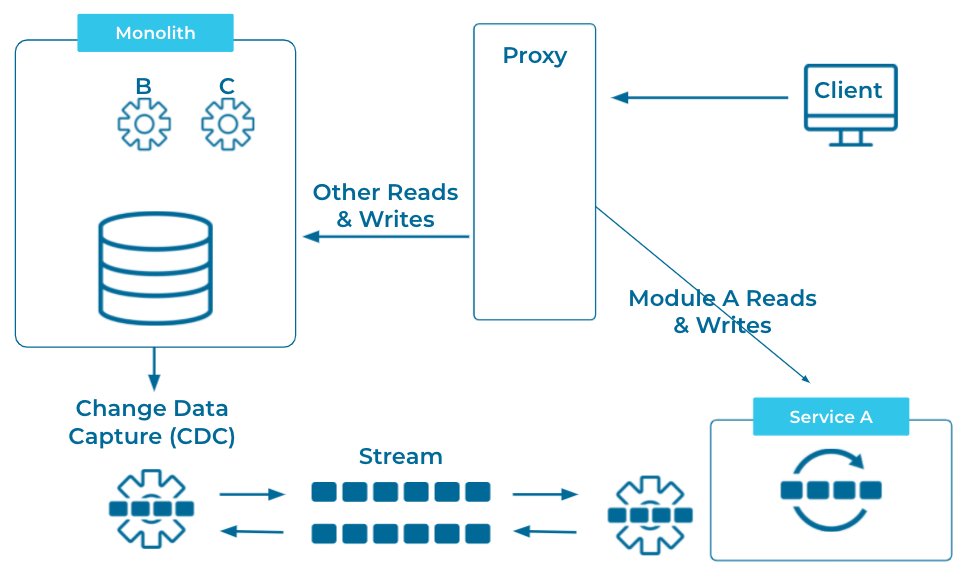 Monolith
Proxy
B
C
Client
Other Reads
& Writes
Module A Reads
& Writes
Change Data
Capture (CDC)
Service A
Stream